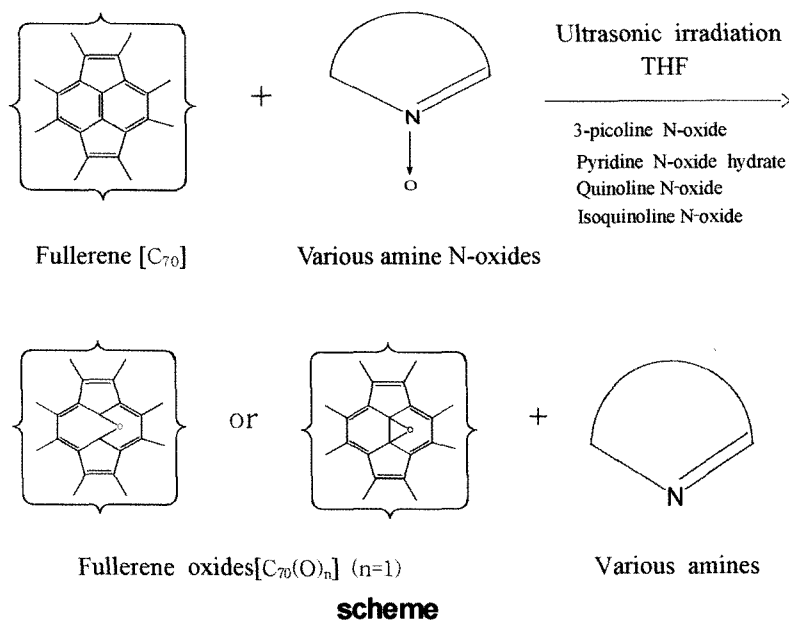 Ultrasonic irradiation
THF
+
N
O
3-picoline N-oxide
Pyridine N-oxide hydrate
Quinoline N-oxide
Isoquinoline N-oxide
Fullerene [C₇₀]
Various amine N-oxides
O
or
O
+
N
Fullerene oxides[C₇₀(O)ₙ] (n=1)
Various amines
scheme